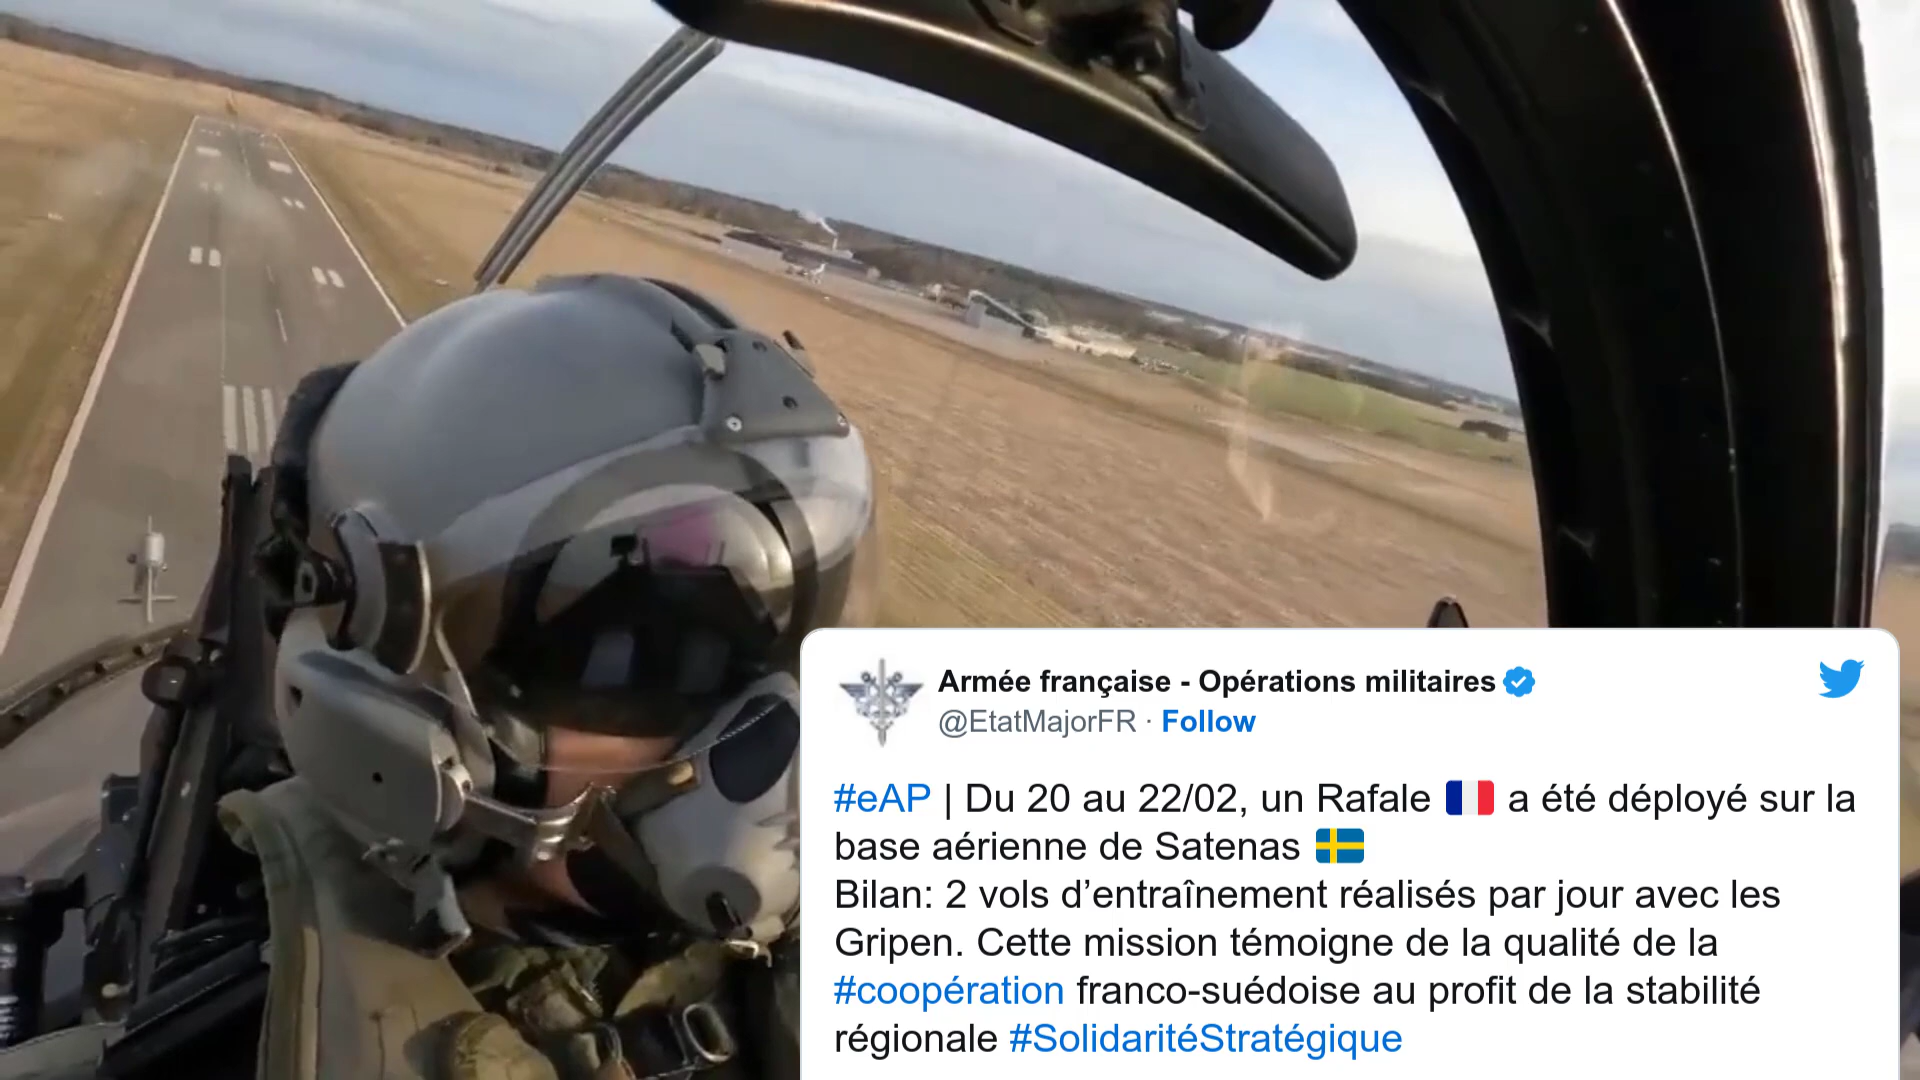 Armée française - Opérations militaires
@EtatMajorFR · Follow
#eAP | Du 20 au 22/02, un Rafale 🇫🇷 a été déployé sur la
base aérienne de Satenas 🇸🇪
Bilan: 2 vols d’entraînement réalisés par jour avec les
Gripen. Cette mission témoigne de la qualité de la
#coopération franco-suédoise au profit de la stabilité
régionale #SolidaritéStratégique